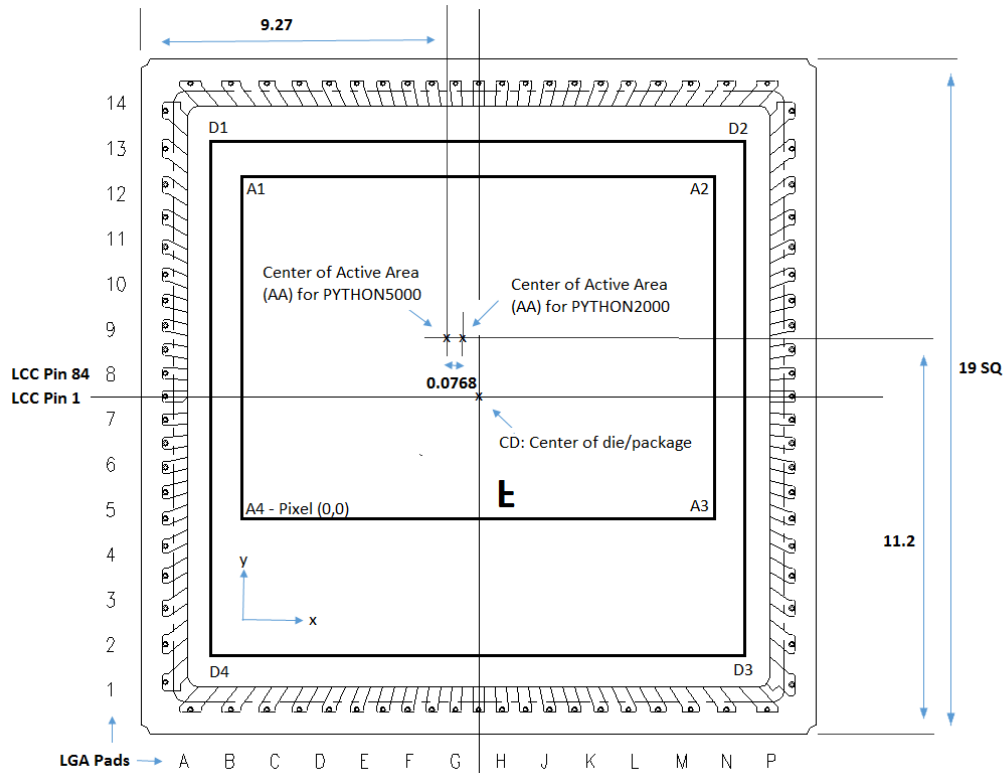 9.27
14
D1
D2
13
A1
A2
12
11
Center of Active Area
(AA) for PYTHON5000
Center of Active Area
(AA) for PYTHON2000
10
9
x
x
19 SQ
LCC Pin 84
8
0.0768
LCC Pin 1
x
7
CD: Center of die/package
6
A4 - Pixel (0,0)
A3
5
11.2
4
y
3
x
2
D4
D3
1
LGA Pads
A B C D E F G H J K L M N P